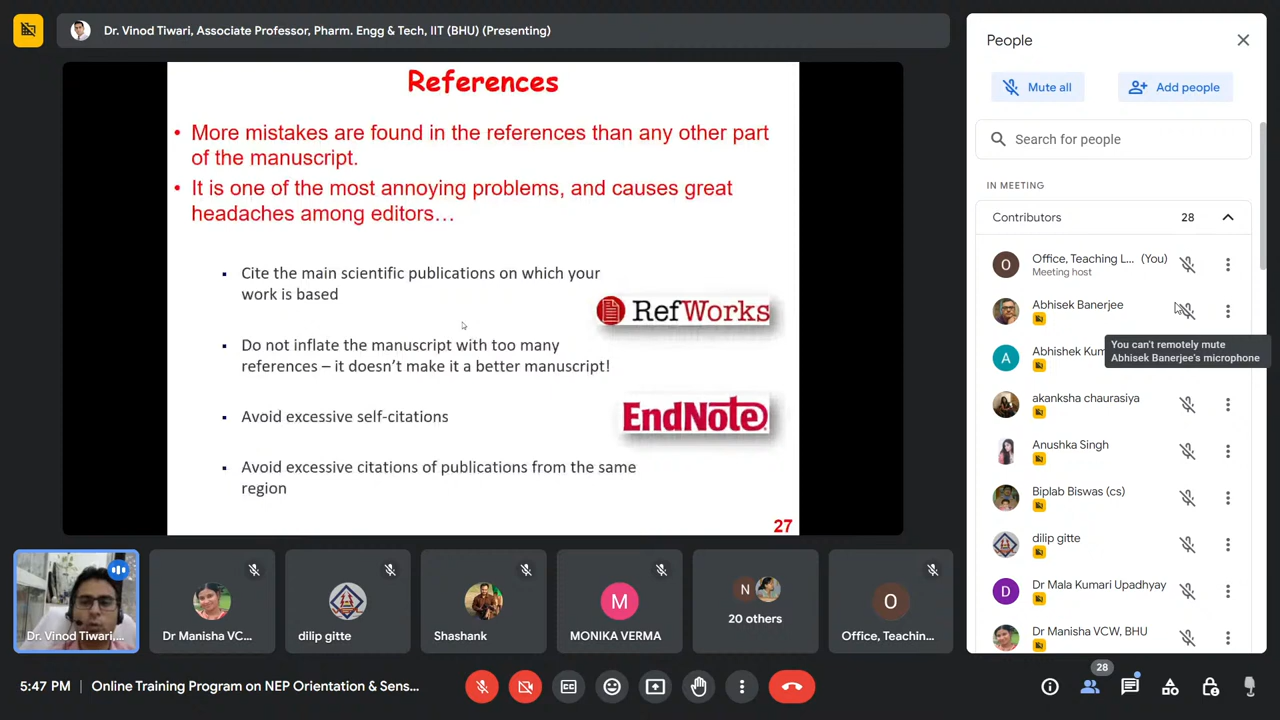 Dr. Vinod Tiwari, Associate Professor, Pharm. Engg & Tech, IIT (BHU) (Presenting)
References
• More mistakes are found in the references than any other part
of the manuscript.
• It is one of the most annoying problems, and causes great
headaches among editors…
▪ Cite the main scientific publications on which your
work is based
RefWorks
▪ Do not inflate the manuscript with too many
references – it doesn't make it a better manuscript!
EndNote
▪ Avoid excessive self-citations
▪ Avoid excessive citations of publications from the same
region
27
Dr. Vinod Tiwari,...
Dr Manisha VC...
dilip gitte
Shashank
M
MONIKA VERMA
N
20 others
O
Office, Teachin...
5:47 PM | Online Training Program on NEP Orientation & Sens...
People
Mute all
Add people
Search for people
IN MEETING
Contributors 28
O
Office, Teaching L... (You)
Meeting host
Abhisek Banerjee
You can't remotely mute
Abhisek Banerjee's microphone
A
Abhishek Kum
akanksha chaurasiya
Anushka Singh
Biplab Biswas (cs)
dilip gitte
D
Dr Mala Kumari Upadhyay
Dr Manisha VCW, BHU
28